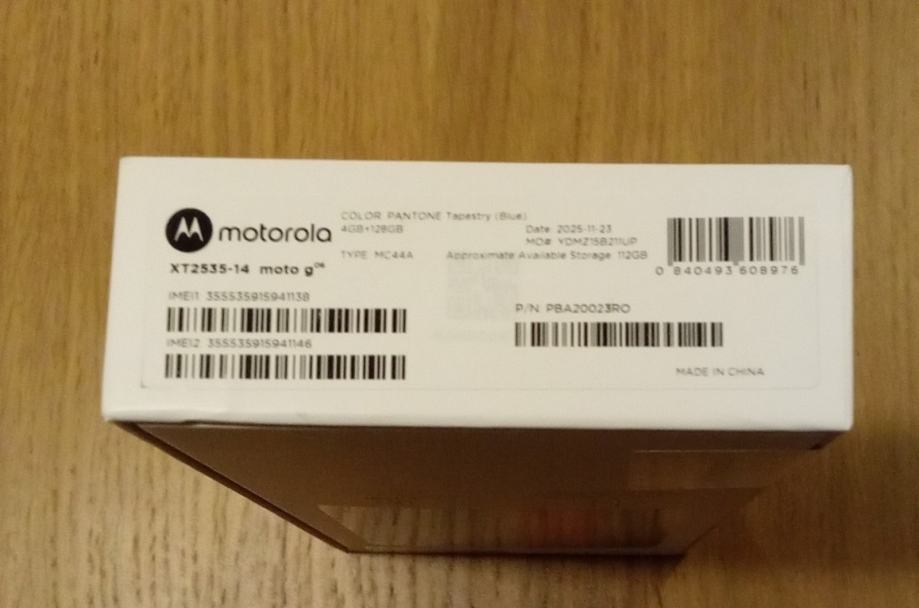 motorola
XT2535-14 moto g06
COLOR: PANTONE Tapestry (Blue)
4GB+128GB
TYPE: MC44A
Date: 2025-11-23
MO#: YDMZ15B211UP
Approximate Available Storage: 112GB
0 840493 608976
IMEI1 355535915941138
IMEI2 355535915941146
P/N: PBA20023RO
MADE IN CHINA